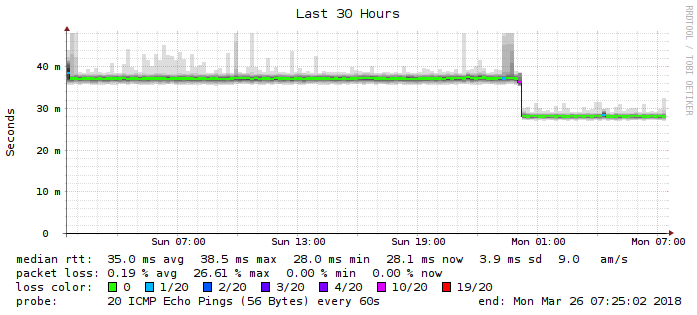 Last 30 Hours
RRDTOOL / TOBI OETIKER
Seconds
40 m
30 m
20 m
10 m
0
Sun 07:00 Sun 13:00 Sun 19:00 Mon 01:00 Mon 07:00
median rtt: 35.0 ms avg 38.5 ms max 28.0 ms min 28.1 ms now 3.9 ms sd 9.0 am/s
packet loss: 0.19 % avg 26.61 % max 0.00 % min 0.00 % now
loss color: 0 1/20 2/20 3/20 4/20 10/20 19/20
probe: 20 ICMP Echo Pings (56 Bytes) every 60s end: Mon Mar 26 07:25:02 2018